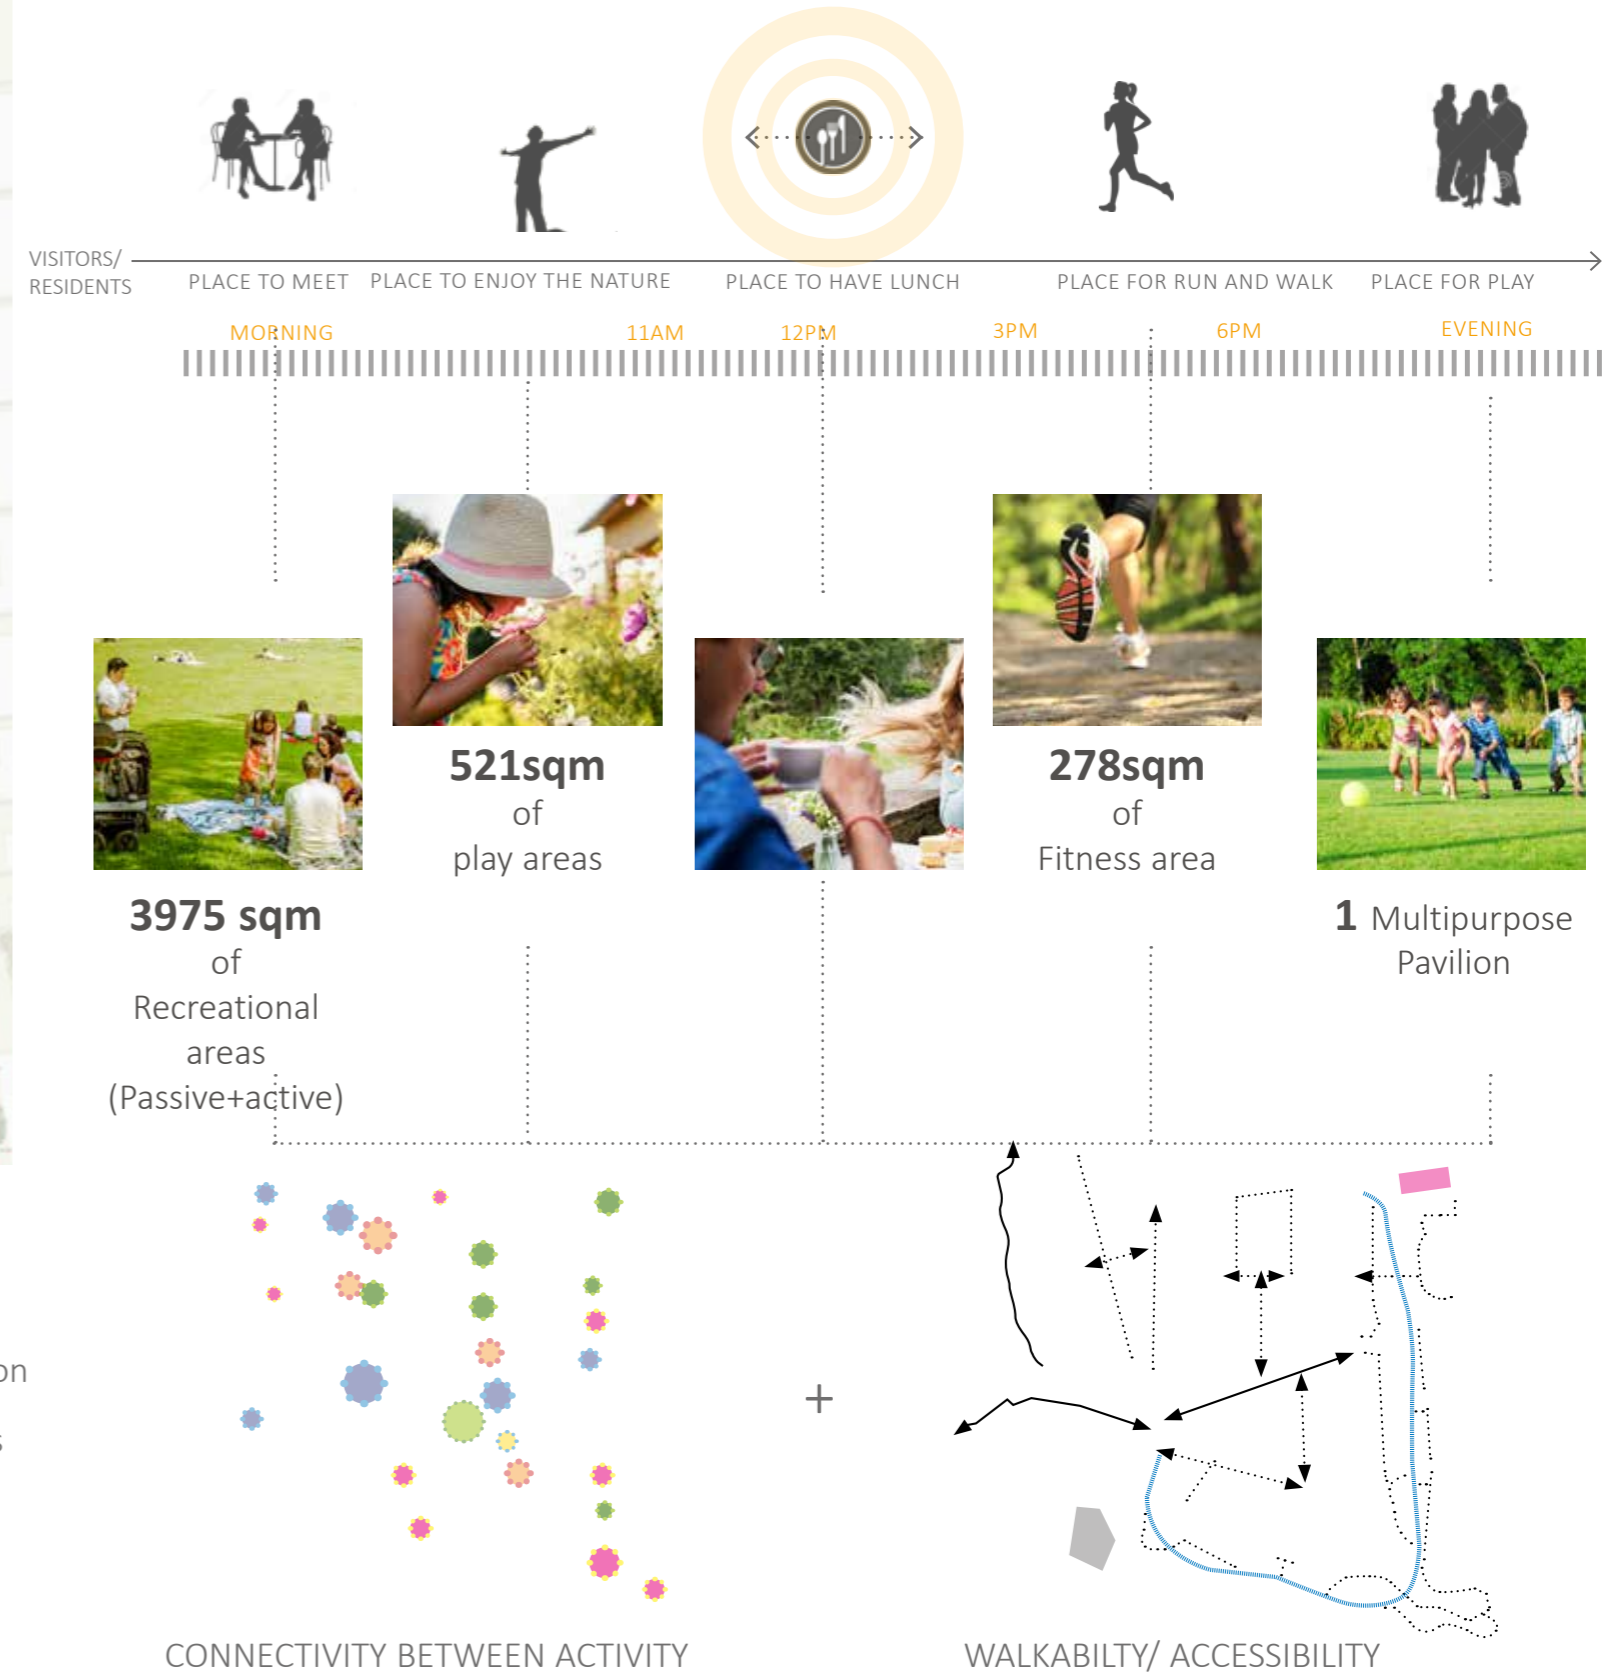 VISITORS/
RESIDENTS
PLACE TO MEET
PLACE TO ENJOY THE NATURE
PLACE TO HAVE LUNCH
PLACE FOR RUN AND WALK
PLACE FOR PLAY
MORNING
11AM
12PM
3PM
6PM
EVENING
521sqm
of
play areas
278sqm
of
Fitness area
3975 sqm
of
Recreational
areas
(Passive+active)
1 Multipurpose
Pavilion
on
s
+
CONNECTIVITY BETWEEN ACTIVITY
WALKABILTY/ ACCESSIBILITY